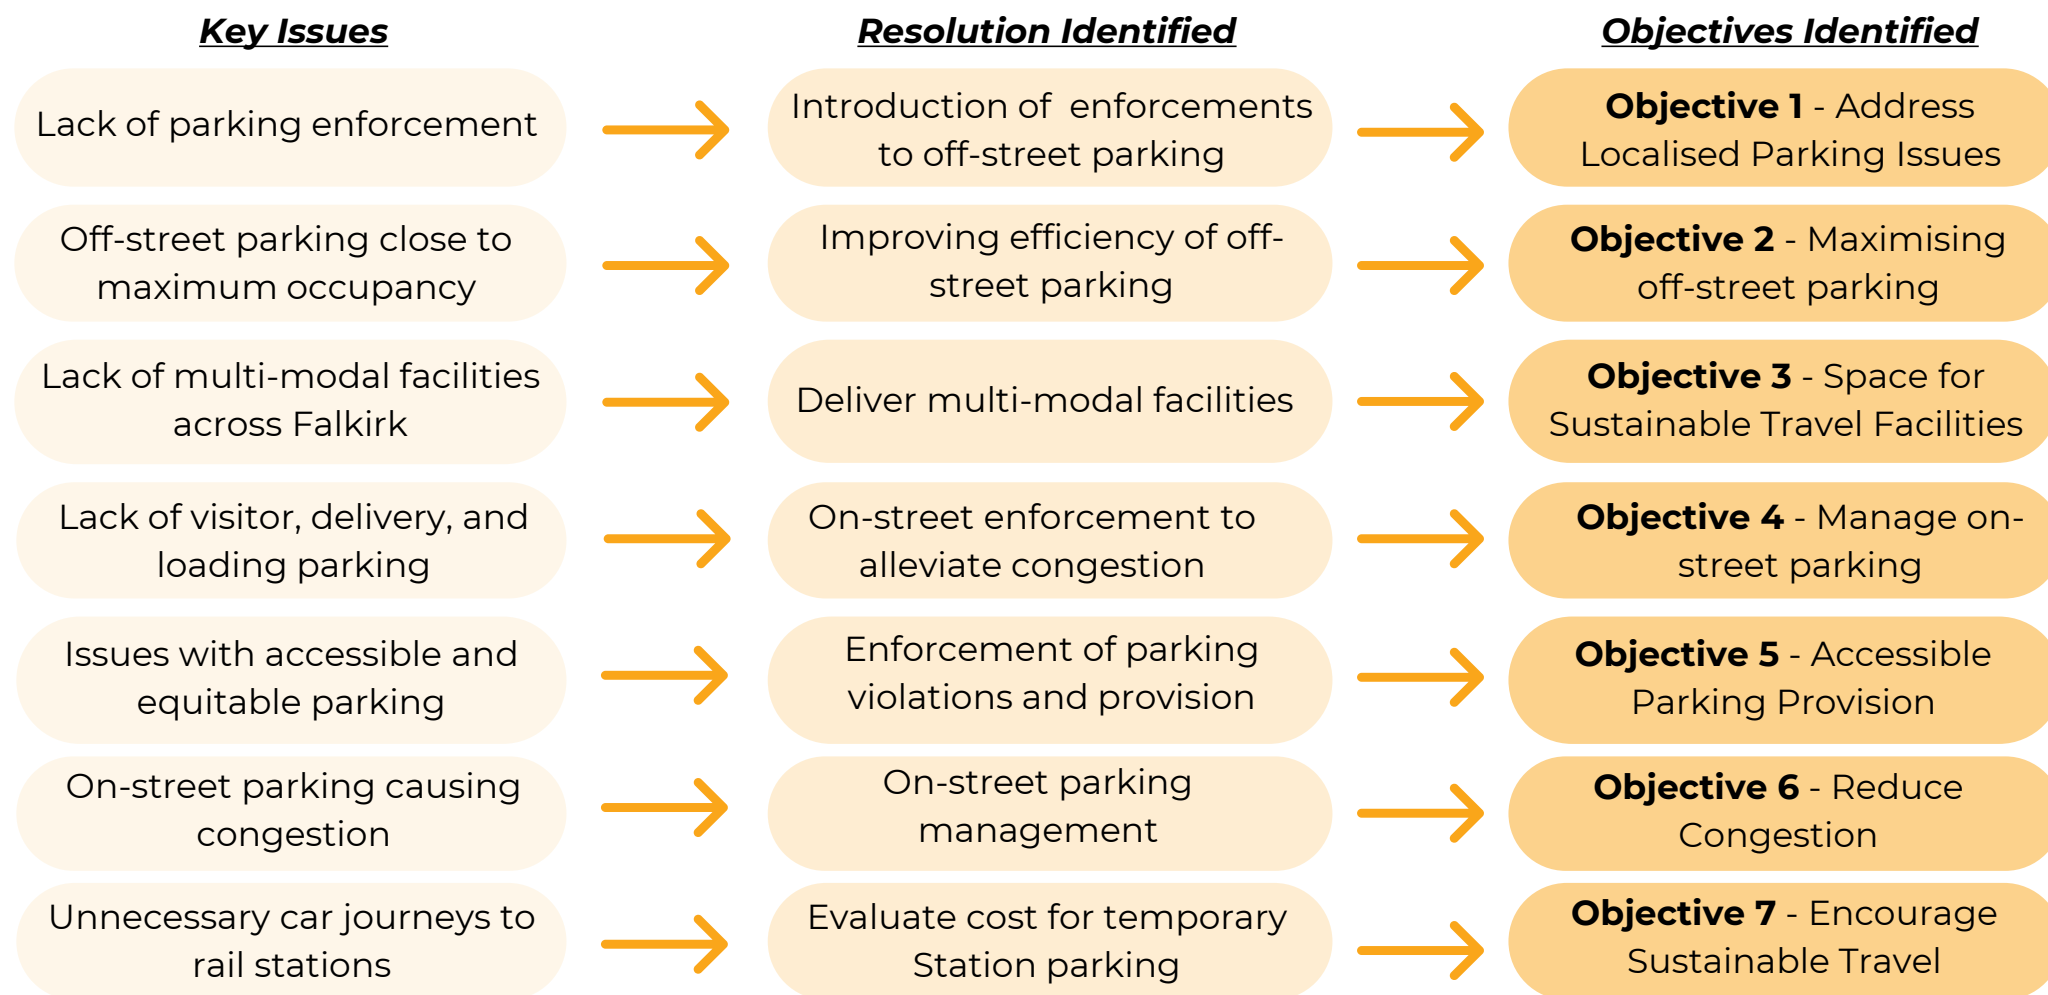 Key Issues
Resolution Identified
Objectives Identified
Lack of parking enforcement
Introduction of enforcements
to off-street parking
Objective 1 - Address
Localised Parking Issues
Off-street parking close to
maximum occupancy
Improving efficiency of off-
street parking
Objective 2 - Maximising
off-street parking
Lack of multi-modal facilities
across Falkirk
Deliver multi-modal facilities
Objective 3 - Space for
Sustainable Travel Facilities
Lack of visitor, delivery, and
loading parking
On-street enforcement to
alleviate congestion
Objective 4 - Manage on-
street parking
Issues with accessible and
equitable parking
Enforcement of parking
violations and provision
Objective 5 - Accessible
Parking Provision
On-street parking causing
congestion
On-street parking
management
Objective 6 - Reduce
Congestion
Unnecessary car journeys to
rail stations
Evaluate cost for temporary
Station parking
Objective 7 - Encourage
Sustainable Travel